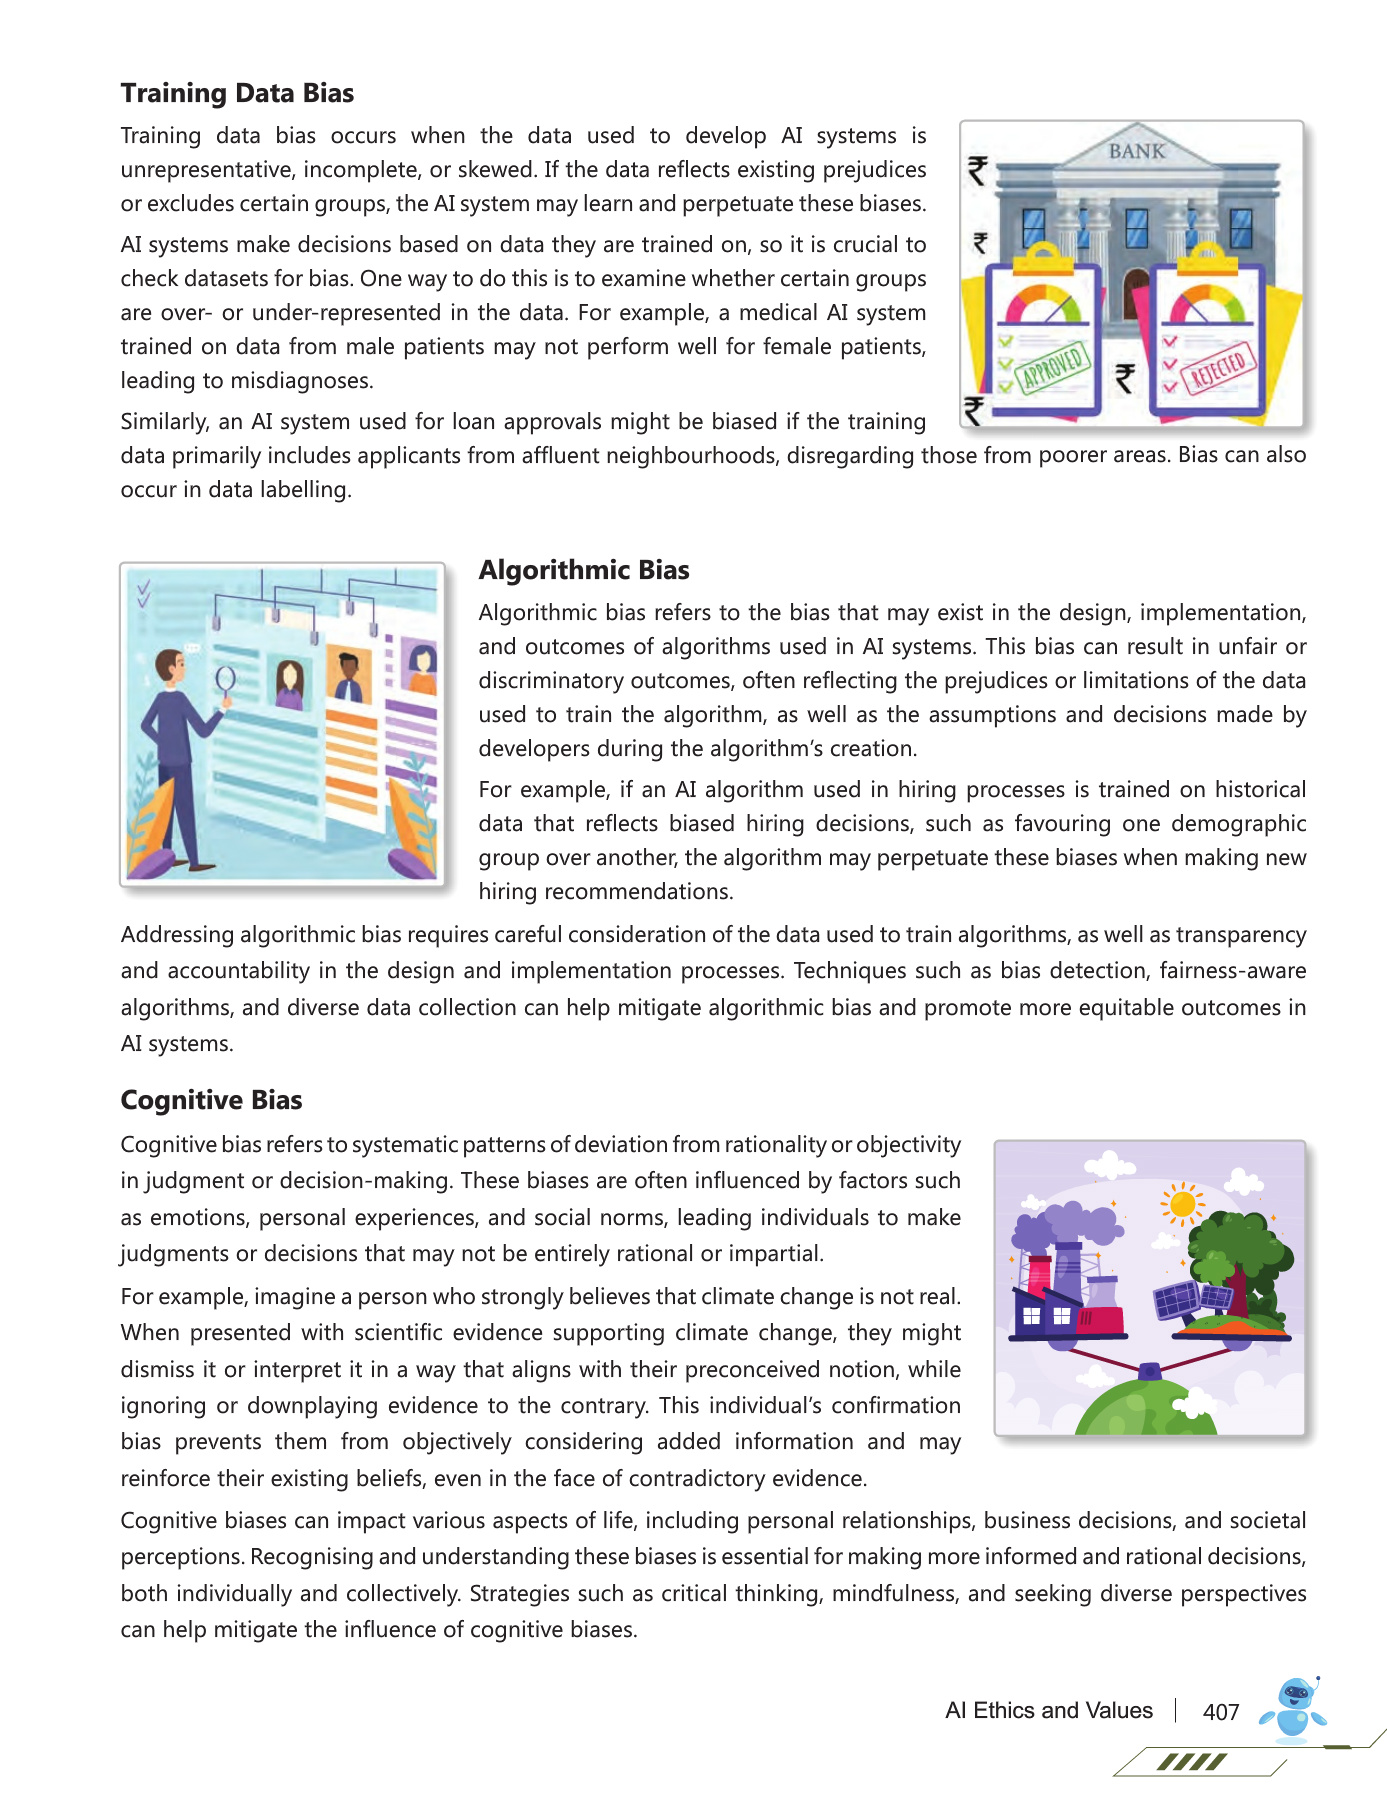 Training Data Bias
Training data bias occurs when the data used to develop AI systems is
unrepresentative, incomplete, or skewed. If the data reflects existing prejudices
or excludes certain groups, the AI system may learn and perpetuate these biases.
AI systems make decisions based on data they are trained on, so it is crucial to
check datasets for bias. One way to do this is to examine whether certain groups
are over- or under-represented in the data. For example, a medical AI system
trained on data from male patients may not perform well for female patients,
leading to misdiagnoses.
Similarly, an AI system used for loan approvals might be biased if the training
data primarily includes applicants from affluent neighbourhoods, disregarding those from poorer areas. Bias can also
occur in data labelling.
BANK
₹
₹
₹
₹
APPROVED
REJECTED
Algorithmic Bias
Algorithmic bias refers to the bias that may exist in the design, implementation,
and outcomes of algorithms used in AI systems. This bias can result in unfair or
discriminatory outcomes, often reflecting the prejudices or limitations of the data
used to train the algorithm, as well as the assumptions and decisions made by
developers during the algorithm’s creation.
For example, if an AI algorithm used in hiring processes is trained on historical
data that reflects biased hiring decisions, such as favouring one demographic
group over another, the algorithm may perpetuate these biases when making new
hiring recommendations.
Addressing algorithmic bias requires careful consideration of the data used to train algorithms, as well as transparency
and accountability in the design and implementation processes. Techniques such as bias detection, fairness-aware
algorithms, and diverse data collection can help mitigate algorithmic bias and promote more equitable outcomes in
AI systems.
Cognitive Bias
Cognitive bias refers to systematic patterns of deviation from rationality or objectivity
in judgment or decision-making. These biases are often influenced by factors such
as emotions, personal experiences, and social norms, leading individuals to make
judgments or decisions that may not be entirely rational or impartial.
For example, imagine a person who strongly believes that climate change is not real.
When presented with scientific evidence supporting climate change, they might
dismiss it or interpret it in a way that aligns with their preconceived notion, while
ignoring or downplaying evidence to the contrary. This individual’s confirmation
bias prevents them from objectively considering added information and may
reinforce their existing beliefs, even in the face of contradictory evidence.
Cognitive biases can impact various aspects of life, including personal relationships, business decisions, and societal
perceptions. Recognising and understanding these biases is essential for making more informed and rational decisions,
both individually and collectively. Strategies such as critical thinking, mindfulness, and seeking diverse perspectives
can help mitigate the influence of cognitive biases.
AI Ethics and Values 407